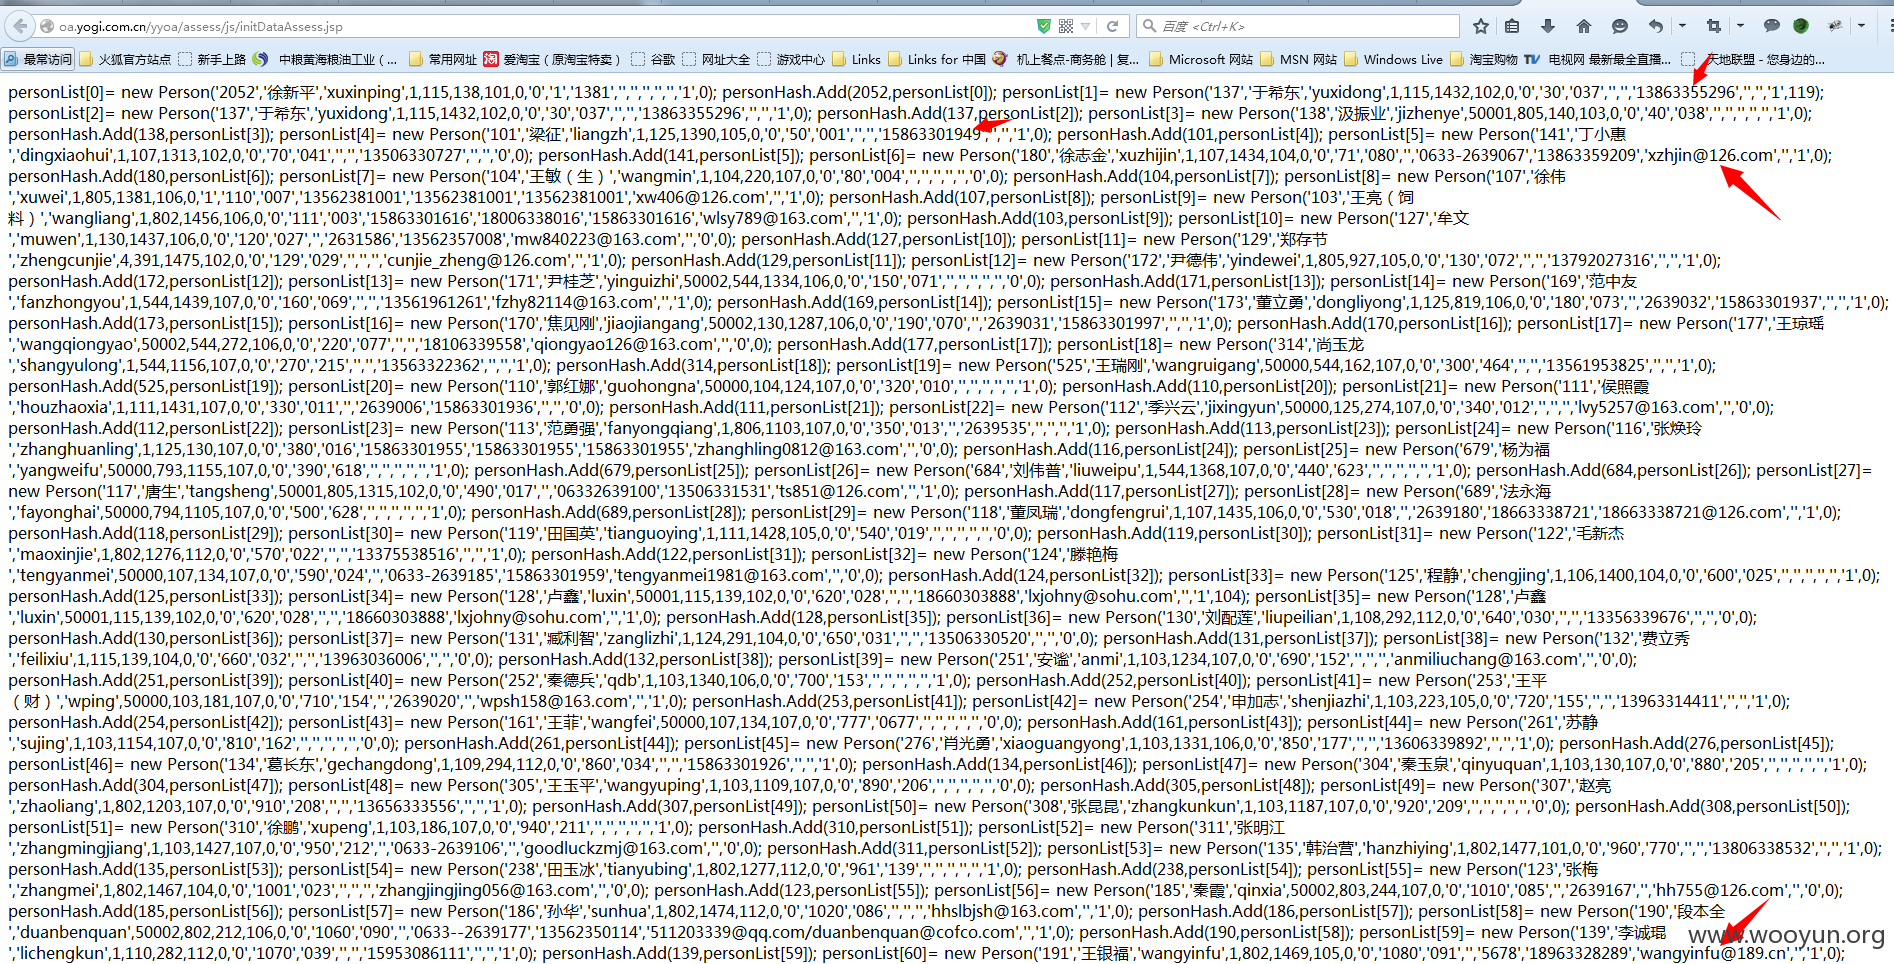 oa.yogi.com.cn/yyoa/assess/js/initDataAssess.jsp
百度 <Ctrl+K>
最常访问 火狐官方站点 新手上路 中粮黄海粮油工业（... 常用网址 爱淘宝（原淘宝特卖） 谷歌 网址大全 游戏中心 Links Links for 中国 机上餐点-商务舱 | 复... Microsoft 网站 MSN 网站 Windows Live 淘宝购物 电视网 最新最全直播... 天地联盟 - 您身边的...
personList[0]= new Person('2052','徐新平','xuxinping',1,115,138,101,0,'0','1','1381','','','','','','1',0); personHash.Add(2052,personList[0]); personList[1]= new Person('137','于希东','yuxidong',1,115,1432,102,0,'0','30','037','','','13863355296','','','1',119);
personList[2]= new Person('137','于希东','yuxidong',1,115,1432,102,0,'0','30','037','','','13863355296','','','1',0); personHash.Add(137,personList[2]); personList[3]= new Person('138','汲振业','jizhenye',50001,805,140,103,0,'0','40','038','','','','','','1',0);
personHash.Add(138,personList[3]); personList[4]= new Person('101','梁征','liangzh',1,125,1390,105,0,'0','50','001','','','15863301949','','','1',0); personHash.Add(101,personList[4]); personList[5]= new Person('141','丁小惠
','dingxiaohui',1,107,1313,102,0,'0','70','041','','','13506330727','','','0',0); personHash.Add(141,personList[5]); personList[6]= new Person('180','徐志金','xuzhijin',1,107,1434,104,0,'0','71','080','','0633-2639067','13863359209','xzhjin@126.com','','1',0);
personHash.Add(180,personList[6]); personList[7]= new Person('104','王敏（生）','wangmin',1,104,220,107,0,'0','80','004','','','','','','0',0); personHash.Add(104,personList[7]); personList[8]= new Person('107','徐伟
','xuwei',1,805,1381,106,0,'1','110','007','13562381001','13562381001','13562381001','xw406@126.com','','1',0); personHash.Add(107,personList[8]); personList[9]= new Person('103','王亮（饲
料）','wangliang',1,802,1456,106,0,'0','111','003','15863301616','18006338016','15863301616','wlsy789@163.com','','1',0); personHash.Add(103,personList[9]); personList[10]= new Person('127','牟文
','muwen',1,130,1437,106,0,'0','120','027','','2631586','13562357008','mw840223@163.com','','0',0); personHash.Add(127,personList[10]); personList[11]= new Person('129','郑存节
','zhengcunjie',4,391,1475,102,0,'0','129','029','','','','cunjie_zheng@126.com','','1',0); personHash.Add(129,personList[11]); personList[12]= new Person('172','尹德伟','yindewei',1,805,927,105,0,'0','130','072','','','13792027316','','','1',0);
personHash.Add(172,personList[12]); personList[13]= new Person('171','尹桂芝','yinguizhi',50002,544,1334,106,0,'0','150','071','','','','','','0',0); personHash.Add(171,personList[13]); personList[14]= new Person('169','范中友
','fanzhongyou',1,544,1439,107,0,'0','160','069','','','13561961261','fzhy82114@163.com','','1',0); personHash.Add(169,personList[14]); personList[15]= new Person('173','董立勇','dongliyong',1,125,819,106,0,'0','180','073','','2639032','15863301937','','','1',0);
personHash.Add(173,personList[15]); personList[16]= new Person('170','焦见刚','jiaojiangang',50002,130,1287,106,0,'0','190','070','','2639031','15863301997','','','1',0); personHash.Add(170,personList[16]); personList[17]= new Person('177','王琼瑶
','wangqiongyao',50002,544,272,106,0,'0','220','077','','','18106339558','qiongyao126@163.com','','0',0); personHash.Add(177,personList[17]); personList[18]= new Person('314','尚玉龙
','shangyulong',1,544,1156,107,0,'0','270','215','','','13563322362','','','1',0); personHash.Add(314,personList[18]); personList[19]= new Person('525','王瑞刚','wangruigang',50000,544,162,107,0,'0','300','464','','','13561953825','','','1',0);
personHash.Add(525,personList[19]); personList[20]= new Person('110','郭红娜','guohongna',50000,104,124,107,0,'0','320','010','','','','','','1',0); personHash.Add(110,personList[20]); personList[21]= new Person('111','侯照霞
','houzhaoxia',1,111,1431,107,0,'0','330','011','','2639006','15863301936','','','0',0); personHash.Add(111,personList[21]); personList[22]= new Person('112','季兴云','jixingyun',50000,125,274,107,0,'0','340','012','','','','lvy5257@163.com','','0',0);
personHash.Add(112,personList[22]); personList[23]= new Person('113','范勇强','fanyongqiang',1,806,1103,107,0,'0','350','013','','2639535','','','','1',0); personHash.Add(113,personList[23]); personList[24]= new Person('116','张焕玲
','zhanghuanling',1,125,130,107,0,'0','380','016','15863301955','15863301955','15863301955','zhanghling0812@163.com','','0',0); personHash.Add(116,personList[24]); personList[25]= new Person('679','杨为福
','yangweifu',50000,793,1155,107,0,'0','390','618','','','','','','1',0); personHash.Add(679,personList[25]); personList[26]= new Person('684','刘伟普','liuweipu',1,544,1368,107,0,'0','440','623','','','','','','1',0); personHash.Add(684,personList[26]); personList[27]=
new Person('117','唐生','tangsheng',50001,805,1315,102,0,'0','490','017','','06332639100','13506331531','ts851@126.com','','1',0); personHash.Add(117,personList[27]); personList[28]= new Person('689','法永海
','fayonghai',50000,794,1105,107,0,'0','500','628','','','','','','1',0); personHash.Add(689,personList[28]); personList[29]= new Person('118','董凤瑞','dongfengrui',1,107,1435,106,0,'0','530','018','','2639180','18663338721','18663338721@126.com','','1',0);
personHash.Add(118,personList[29]); personList[30]= new Person('119','田国英','tianguoying',1,111,1428,105,0,'0','540','019','','','','','','0',0); personHash.Add(119,personList[30]); personList[31]= new Person('122','毛新杰
','maoxinjie',1,802,1276,112,0,'0','570','022','','','13375538516','','','1',0); personHash.Add(122,personList[31]); personList[32]= new Person('124','滕艳梅
','tengyanmei',50000,107,134,107,0,'0','590','024','','0633-2639185','15863301959','tengyanmei1981@163.com','','0',0); personHash.Add(124,personList[32]); personList[33]= new Person('125','程静','chengjing',1,106,1400,104,0,'0','600','025','','','','','','1',0);
personHash.Add(125,personList[33]); personList[34]= new Person('128','卢鑫','luxin',50001,115,139,102,0,'0','620','028','','','18660303888','lxjohny@sohu.com','','1',104); personList[35]= new Person('128','卢鑫
','luxin',50001,115,139,102,0,'0','620','028','','','18660303888','lxjohny@sohu.com','','1',0); personHash.Add(128,personList[35]); personList[36]= new Person('130','刘配莲','liupeilian',1,108,292,112,0,'0','640','030','','','13356339676','','','0',0);
personHash.Add(130,personList[36]); personList[37]= new Person('131','臧利智','zanglizhi',1,124,291,104,0,'0','650','031','','','13506330520','','','0',0); personHash.Add(131,personList[37]); personList[38]= new Person('132','费立秀
','feilixiu',1,115,139,104,0,'0','660','032','','','13963036006','','','0',0); personHash.Add(132,personList[38]); personList[39]= new Person('251','安谧','anmi',1,103,1234,107,0,'0','690','152','','','','anmiliuchang@163.com','','0',0);
personHash.Add(251,personList[39]); personList[40]= new Person('252','秦德兵','qdb',1,103,1340,106,0,'0','700','153','','','','','','1',0); personHash.Add(252,personList[40]); personList[41]= new Person('253','王平
（财）','wping',50000,103,181,107,0,'0','710','154','','2639020','','wpsh158@163.com','','1',0); personHash.Add(253,personList[41]); personList[42]= new Person('254','申加志','shenjiazhi',1,103,223,105,0,'0','720','155','','','13963314411','','','1',0);
personHash.Add(254,personList[42]); personList[43]= new Person('161','王菲','wangfei',50000,107,134,107,0,'0','777','0677','','','','','','0',0); personHash.Add(161,personList[43]); personList[44]= new Person('261','苏静
','sujing',1,103,1154,107,0,'0','810','162','','','','','','0',0); personHash.Add(261,personList[44]); personList[45]= new Person('276','肖光勇','xiaoguangyong',1,103,1331,106,0,'0','850','177','','','13606339892','','','1',0); personHash.Add(276,personList[45]);
personList[46]= new Person('134','葛长东','gechangdong',1,109,294,112,0,'0','860','034','','','15863301926','','','1',0); personHash.Add(134,personList[46]); personList[47]= new Person('304','秦玉泉','qinyuquan',1,103,130,107,0,'0','880','205','','','','','','1',0);
personHash.Add(304,personList[47]); personList[48]= new Person('305','王玉平','wangyuping',1,103,1109,107,0,'0','890','206','','','','','','0',0); personHash.Add(305,personList[48]); personList[49]= new Person('307','赵亮
','zhaoliang',1,802,1203,107,0,'0','910','208','','','13656333556','','','1',0); personHash.Add(307,personList[49]); personList[50]= new Person('308','张昆昆','zhangkunkun',1,103,1187,107,0,'0','920','209','','','','','','0',0); personHash.Add(308,personList[50]);
personList[51]= new Person('310','徐鹏','xupeng',1,103,186,107,0,'0','940','211','','','','','','1',0); personHash.Add(310,personList[51]); personList[52]= new Person('311','张明江
','zhangmingjiang',1,103,1427,107,0,'0','950','212','','0633-2639106','','goodluckzmj@163.com','','0',0); personHash.Add(311,personList[52]); personList[53]= new Person('135','韩治营','hanzhiying',1,802,1477,101,0,'0','960','770','','','13806338532','','','1',0);
personHash.Add(135,personList[53]); personList[54]= new Person('238','田玉冰','tianyubing',1,802,1277,112,0,'0','961','139','','','','','','1',0); personHash.Add(238,personList[54]); personList[55]= new Person('123','张梅
','zhangmei',1,802,1467,104,0,'0','1001','023','','','','zhangjingjing056@163.com','','0',0); personHash.Add(123,personList[55]); personList[56]= new Person('185','秦霞','qinxia',50002,803,244,107,0,'0','1010','085','','2639167','','hh755@126.com','','0',0);
personHash.Add(185,personList[56]); personList[57]= new Person('186','孙华','sunhua',1,802,1474,112,0,'0','1020','086','','','','hhslbjsh@163.com','','1',0); personHash.Add(186,personList[57]); personList[58]= new Person('190','段本全
','duanbenquan',50002,802,212,106,0,'0','1060','090','','0633--2639177','13562350114','511203339@qq.com/duanbenquan@cofco.com','','1',0); personHash.Add(190,personList[58]); personList[59]= new Person('139','李诚琨
www.wooyun.org
','lichengkun',1,110,282,112,0,'0','1070','039','','','15953086111','','','1',0); personHash.Add(139,personList[59]); personList[60]= new Person('191','王银福','wangyinfu',1,802,1469,105,0,'0','1080','091','','5678','18963328289','wangyinfu@189.cn','','1',0);